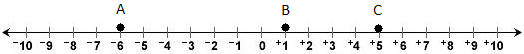 A B C
⁻10 ⁻9 ⁻8 ⁻7 ⁻6 ⁻5 ⁻4 ⁻3 ⁻2 ⁻1 0 ⁺1 ⁺2 ⁺3 ⁺4 ⁺5 ⁺6 ⁺7 ⁺8 ⁺9 ⁺10